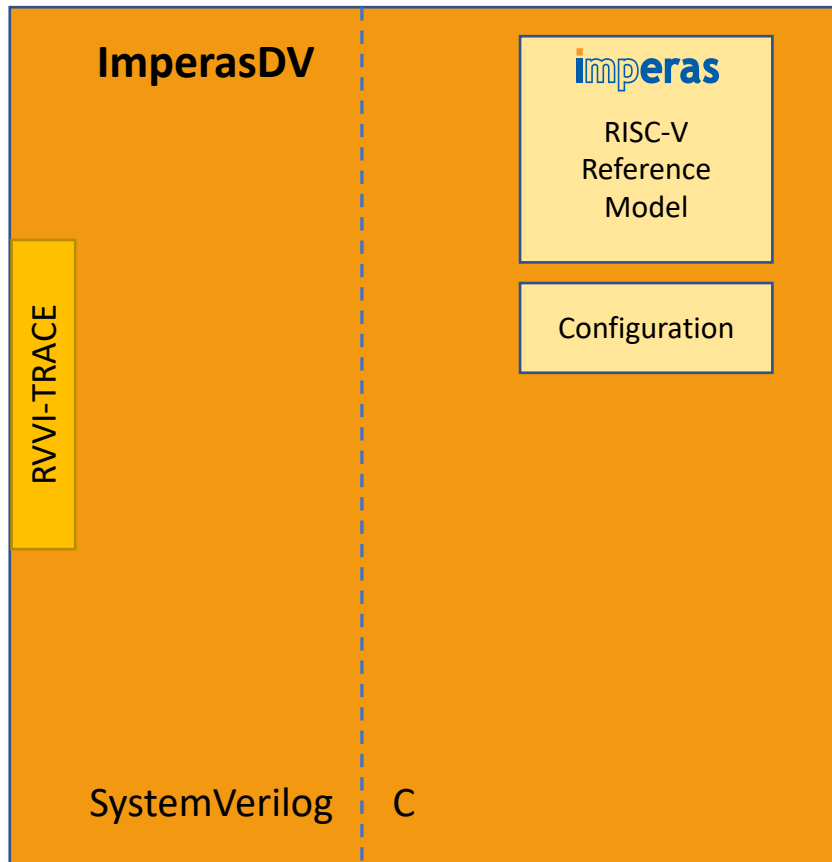 ImperasDV
imperas
RISC-V
Reference
Model
Configuration
RVVI-TRACE
SystemVerilog
C